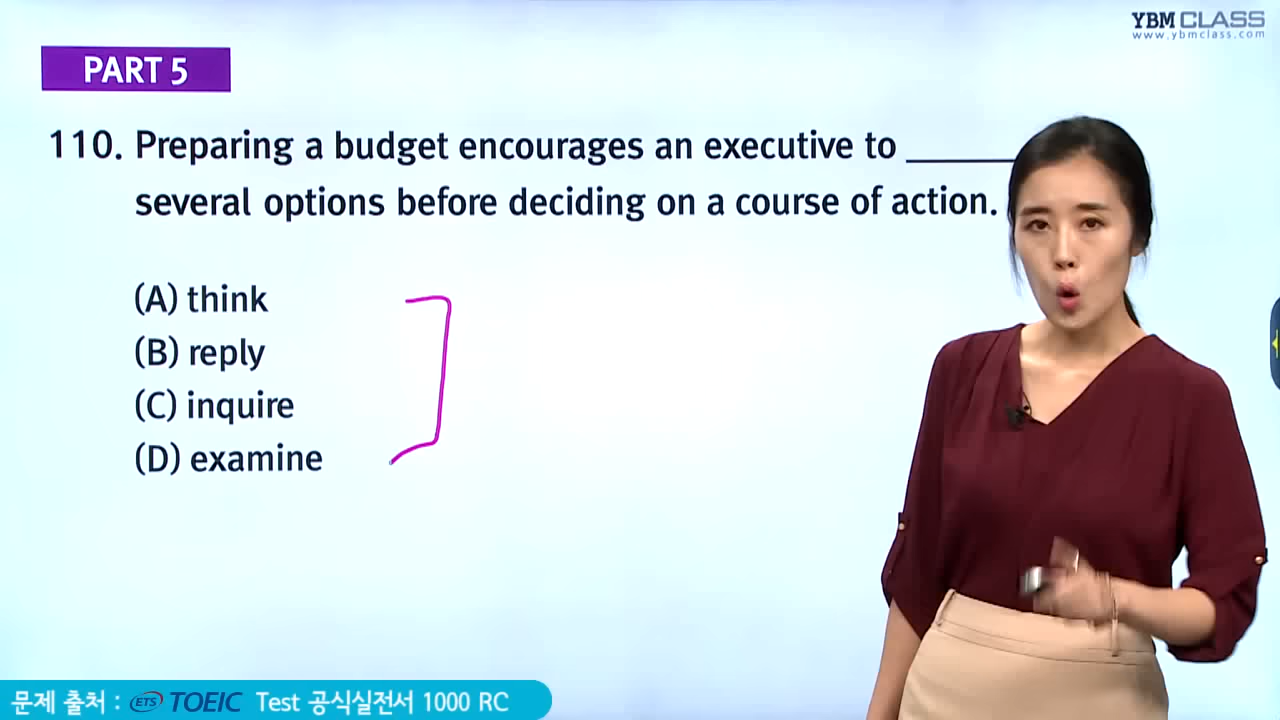 YBM CLASS
www.ybmclass.com
PART 5
110. Preparing a budget encourages an executive to ______
several options before deciding on a course of action.
(A) think
(B) reply
(C) inquire
(D) examine
문제 출처 : ETS TOEIC Test 공식실전서 1000 RC